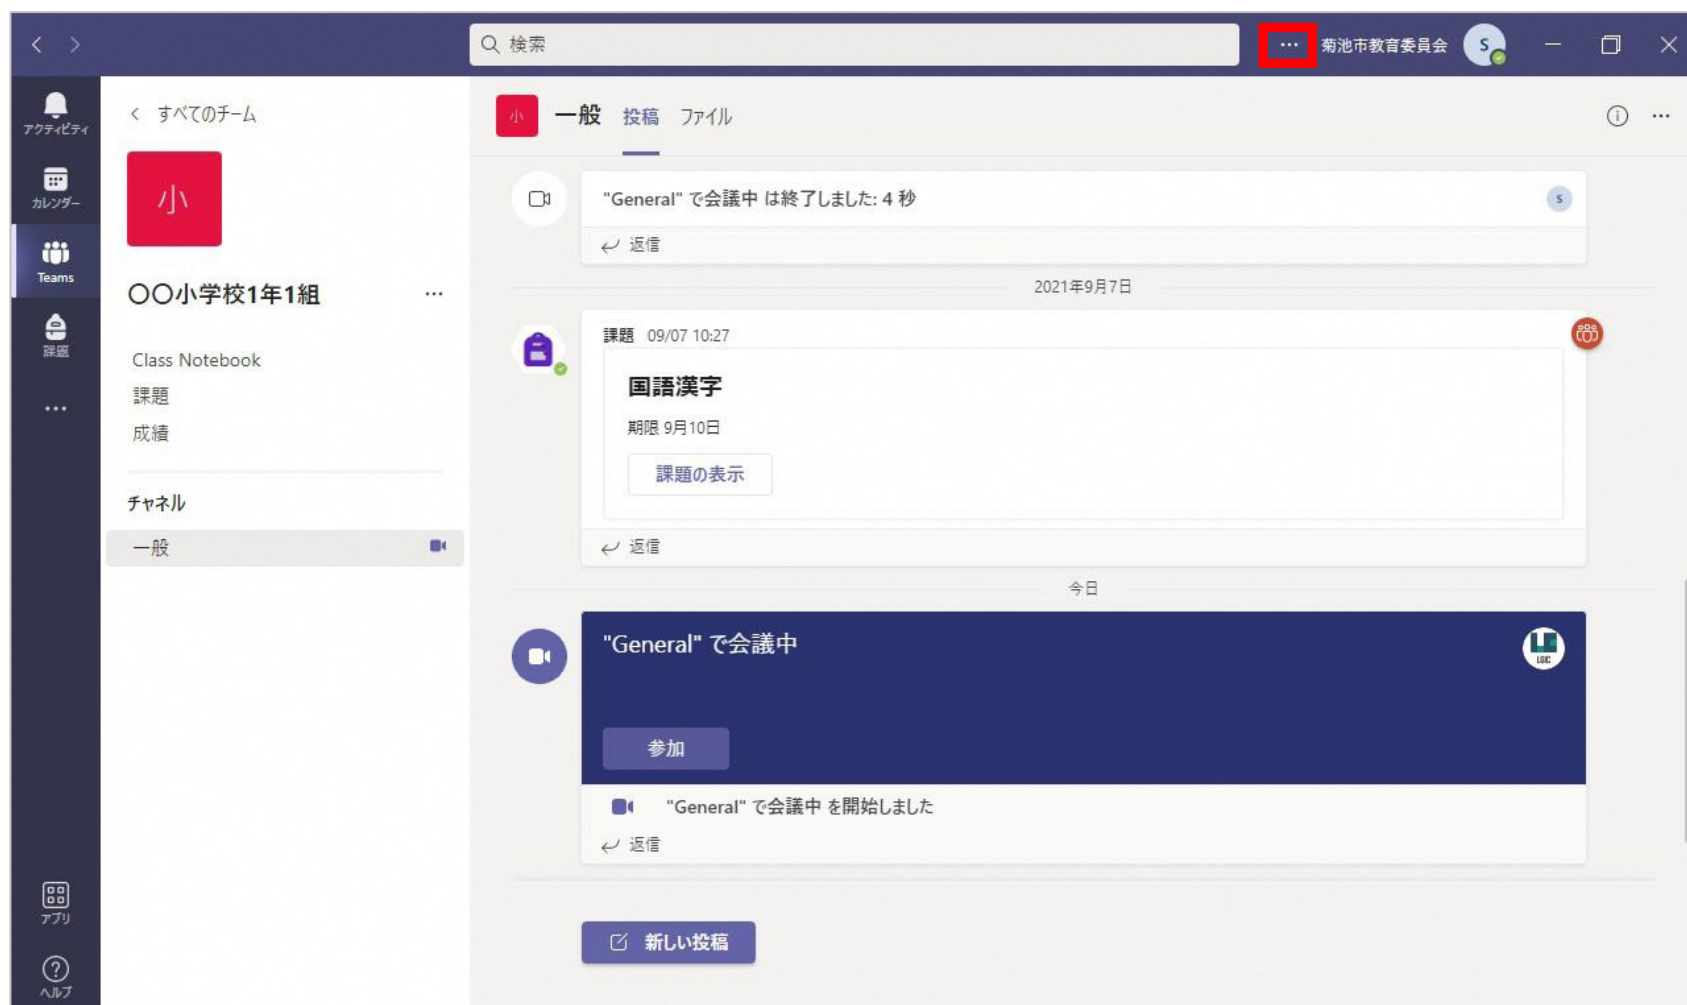 検索
菊池市教育委員会
S
アクティビティ
カレンダー
Teams
課題
アプリ
ヘルプ
すべてのチーム
小
〇〇小学校1年1組
Class Notebook
課題
成績
チャネル
一般
小
一般
投稿
ファイル
"General" で会議中 は終了しました: 4 秒
S
返信
2021年9月7日
課題 09/07 10:27
国語漢字
期限 9月10日
課題の表示
返信
今日
"General" で会議中
LGIC
参加
"General" で会議中 を開始しました
返信
新しい投稿